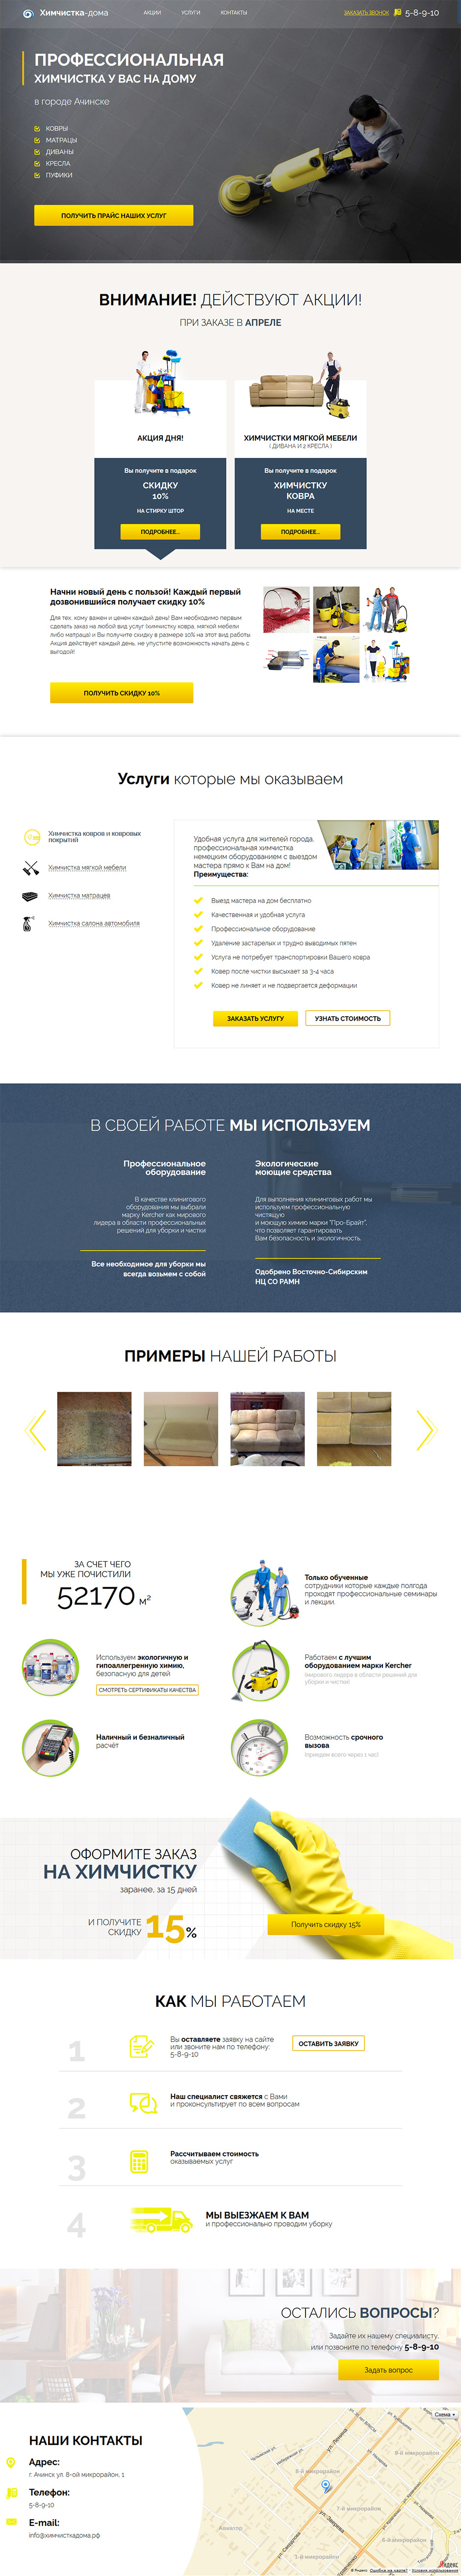 Химчистка-дома
АКЦИИ УСЛУГИ КОНТАКТЫ
ЗАКАЗАТЬ ЗВОНОК 5-8-9-10
ПРОФЕССИОНАЛЬНАЯ
ХИМЧИСТКА У ВАС НА ДОМУ
в городе Ачинске
КОВРЫ
МАТРАЦЫ
ДИВАНЫ
КРЕСЛА
ПУФИКИ
ПОЛУЧИТЬ ПРАЙС НАШИХ УСЛУГ
ВНИМАНИЕ! ДЕЙСТВУЮТ АКЦИИ!
ПРИ ЗАКАЗЕ В АПРЕЛЕ
АКЦИЯ ДНЯ!
Вы получите в подарок
СКИДКУ
10%
НА СТИРКУ ШТОР
ПОДРОБНЕЕ...
ХИМЧИСТКИ МЯГКОЙ МЕБЕЛИ
( ДИВАНА И 2 КРЕСЛА )
Вы получите в подарок
ХИМЧИСТКУ
КОВРА
НА МЕСТЕ
ПОДРОБНЕЕ...
Начни новый день с пользой! Каждый первый
дозвонившийся получает скидку 10%
Для тех, кому важен и ценен каждый день! Вам необходимо первым
сделать заказ на любой вид услуг (химчистку ковра, мягкой мебели
либо матраца) и Вы получите скидку в размере 10% на этот вид работы
Акция действует каждый день, не упустите возможность начать день с
выгодой!
ПОЛУЧИТЬ СКИДКУ 10%
Услуги которые мы оказываем
Химчистка ковров и ковровых
покрытий
Химчистка мягкой мебели
Химчистка матрацев
Химчистка салона автомобиля
Удобная услуга для жителей города,
профессиональная химчистка
немецким оборудованием с выездом
мастера прямо к Вам на дом!
Преимущества:
Выезд мастера на дом бесплатно
Качественная и удобная услуга
Профессиональное оборудование
Удаление застарелых и трудно выводимых пятен
Услуга не потребует транспортировки Вашего ковра
Ковер после чистки высыхает за 3-4 часа
Ковер не линяет и не подвергается деформации
ЗАКАЗАТЬ УСЛУГУ
УЗНАТЬ СТОИМОСТЬ
В СВОЕЙ РАБОТЕ МЫ ИСПОЛЬЗУЕМ
Профессиональное
оборудование
В качестве клинигового
оборудования мы выбрали
марку Kercher как мирового
лидера в области профессиональных
решений для уборки и чистки
Все необходимое для уборки мы
всегда возьмем с собой
Экологические
моющие средства
Для выполнения клининговых работ мы
используем профессиональную
чистящую
и моющую химию марки "Про-Брайт",
что позволяет гарантировать
Вам безопасность и экологичность.
Одобрено Восточно-Сибирским
НЦ СО РАМН
ПРИМЕРЫ НАШЕЙ РАБОТЫ
ЗА СЧЕТ ЧЕГО
МЫ УЖЕ ПОЧИСТИЛИ
52170 м2
Только обученные
сотрудники которые каждые полгода
проходят профессиональные семинары
и лекции.
Используем экологичную и
гипоаллергенную химию,
безопасную для детей
СМОТРЕТЬ СЕРТИФИКАТЫ КАЧЕСТВА
Работаем с лучшим
оборудованием марки Kercher
(мирового лидера в области решений для
уборки и чистки)
Наличный и безналичный
расчёт
Возможность срочного
вызова
(приедем всего через 1 час)
ОФОРМИТЕ ЗАКАЗ
НА ХИМЧИСТКУ
заранее, за 15 дней
И ПОЛУЧИТЕ
СКИДКУ
15%
Получить скидку 15%
КАК МЫ РАБОТАЕМ
1
Вы оставляете заявку на сайте
или звоните нам по телефону:
5-8-9-10
ОСТАВИТЬ ЗАЯВКУ
2
Наш специалист свяжется с Вами
и проконсультирует по всем вопросам
3
Рассчитываем стоимость
оказываемых услуг
4
МЫ ВЫЕЗЖАЕМ К ВАМ
и профессионально проводим уборку
ОСТАЛИСЬ ВОПРОСЫ?
Задайте их нашему специалисту,
или позвоните по телефону 5-8-9-10
Задать вопрос
НАШИ КОНТАКТЫ
Адрес:
г. Ачинск ул. 8-ой микрорайон, 1
Телефон:
5-8-9-10
E-mail:
info@химчисткадома.рф
Схема
8-й микрорайон
8-й микрорайон
7-й микрорайон
6-й микрорайон
1-й микрорайон
Авиатор
Яндекс
© Яндекс Ошибка на карте? Условия использования